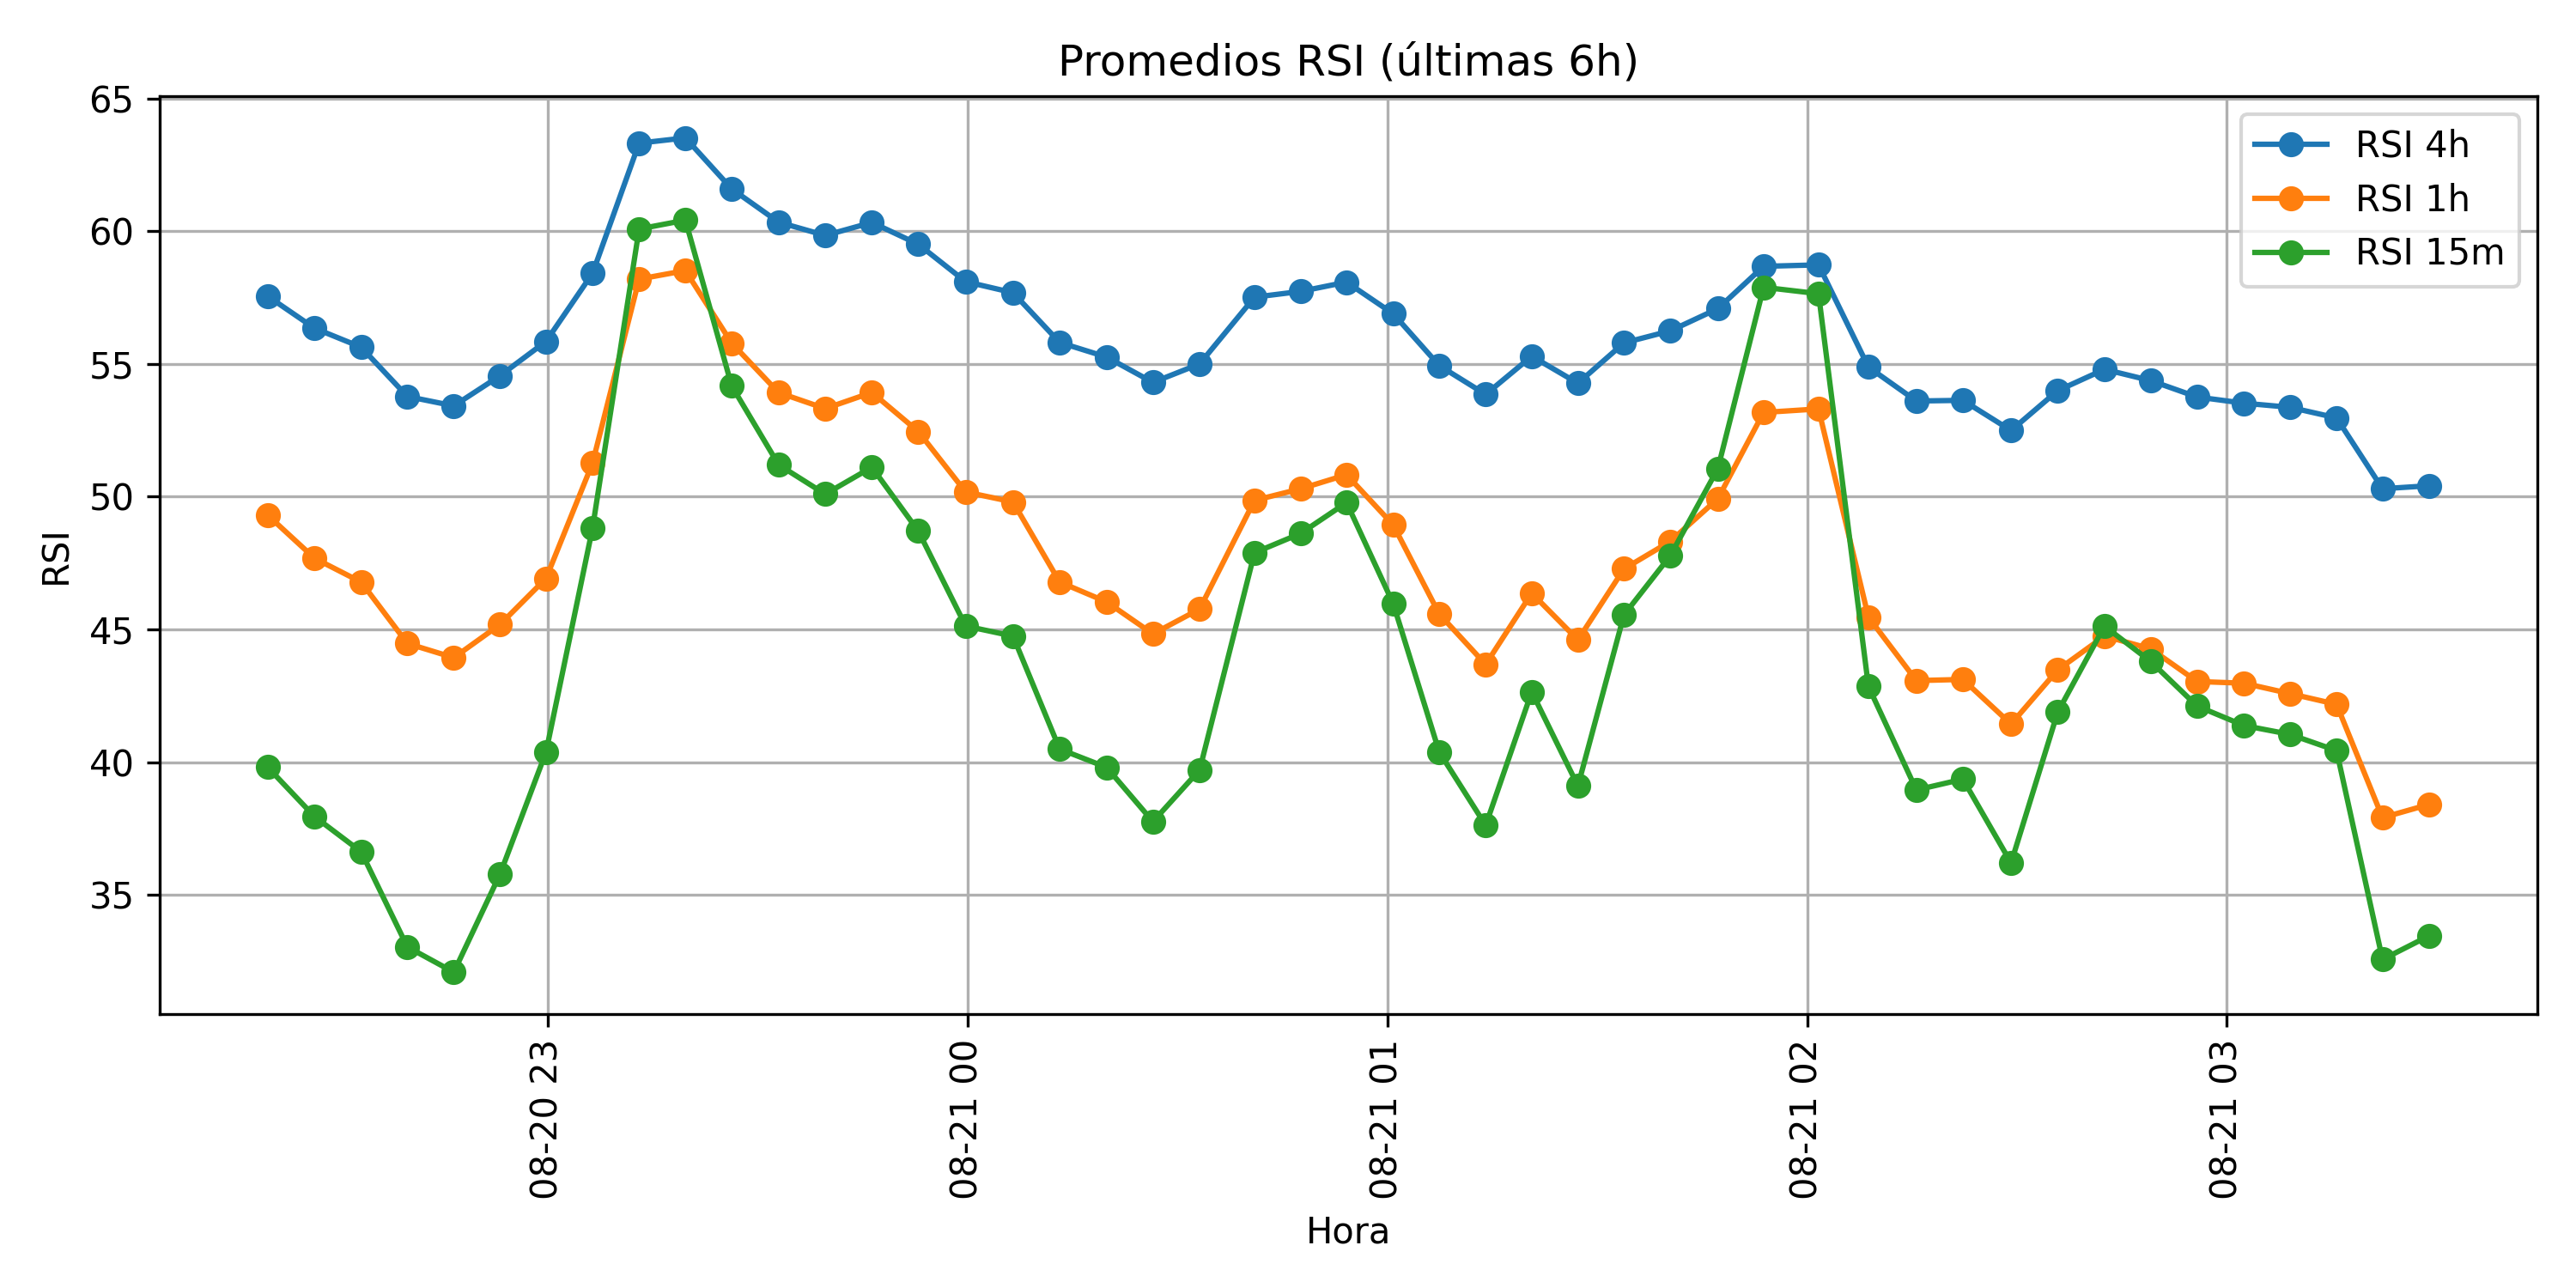 Promedios RSI (últimas 6h)
RSI 4h
RSI 1h
RSI 15m
65
60
55
50
45
40
35
RSI
08-20 23
08-21 00
08-21 01
08-21 02
08-21 03
Hora